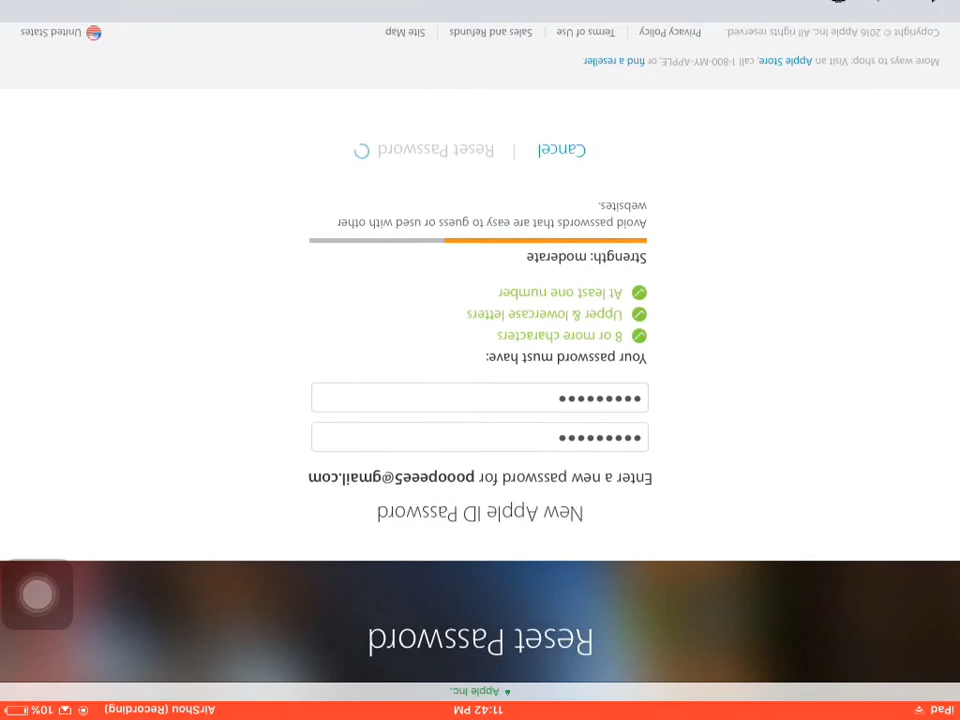 iPad
11:42 PM
AirShou (Recording)
10%
Apple Inc.
Reset Password
New Apple ID Password
Enter a new password for pooopeee5@gmail.com
Your password must have:
8 or more characters
Upper & lowercase letters
At least one number
Strength: moderate
Avoid passwords that are easy to guess or used with other
websites.
Cancel
Reset Password
More ways to shop: Visit an Apple Store, call 1-800-MY-APPLE, or find a reseller.
Copyright © 2016 Apple Inc. All rights reserved.
Privacy Policy
Terms of Use
Sales and Refunds
Site Map
United States